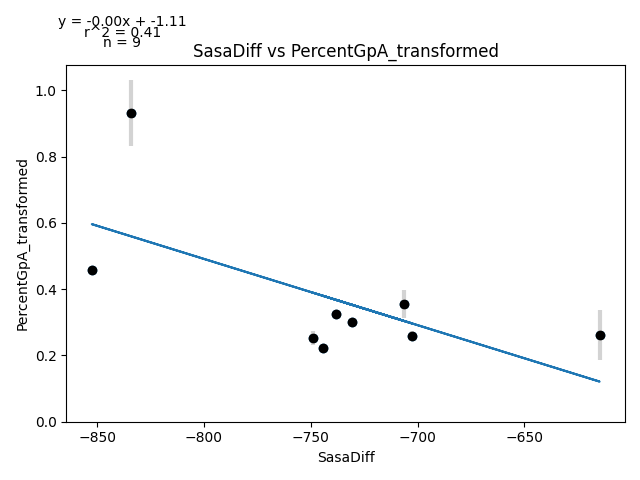 y = -0.00x + -1.11
r^2 = 0.41
n = 9
SasaDiff vs PercentGpA_transformed
1.0
0.8
0.6
0.4
0.2
0.0
PercentGpA_transformed
−850
−800
−750
−700
−650
SasaDiff